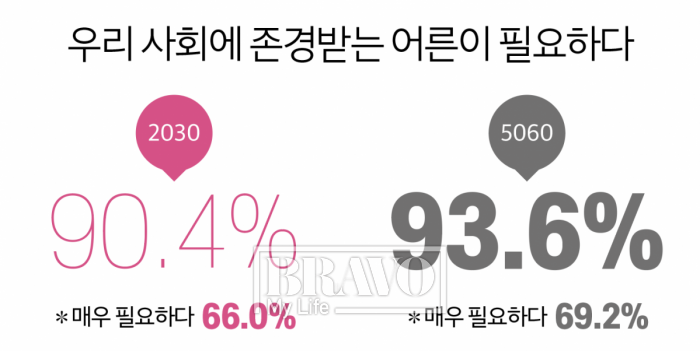 우리 사회에 존경받는 어른이 필요하다
2030 5060
90.4% 93.6%
BRAVO
My Life
*매우 필요하다 66.0% *매우 필요하다 69.2%